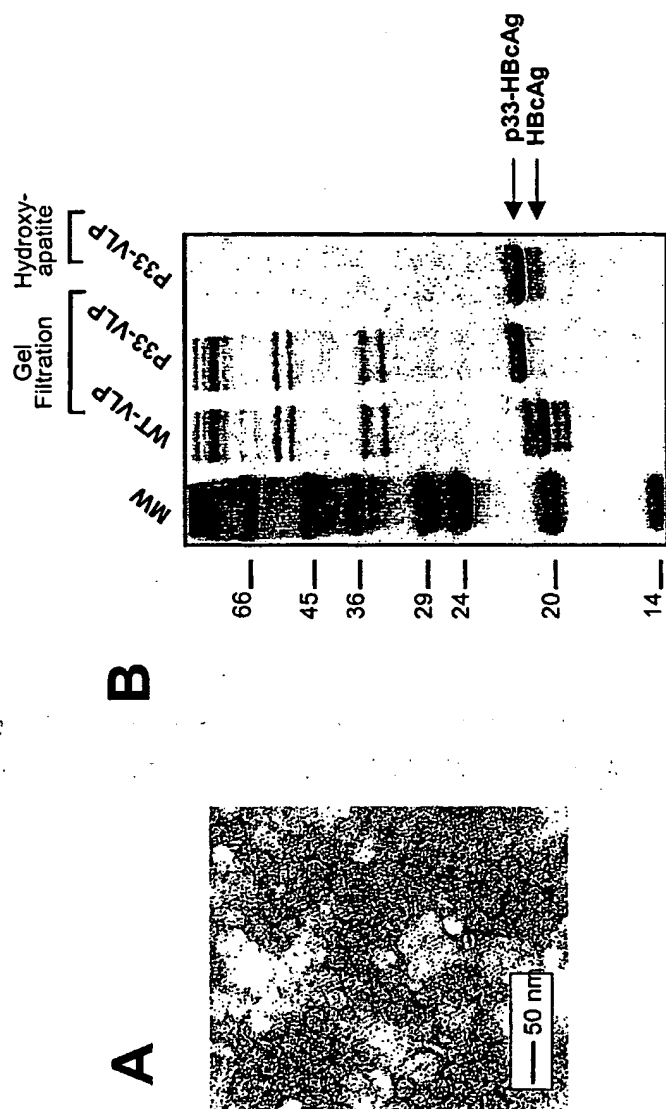 A
50 nm
B
Gel
Filtration
Hydroxy-
apatite
MW
WT-VLP
P33-VLP
P33-VLP
66
45
36
29
24
20
14
p33-HBcAg
HBcAg